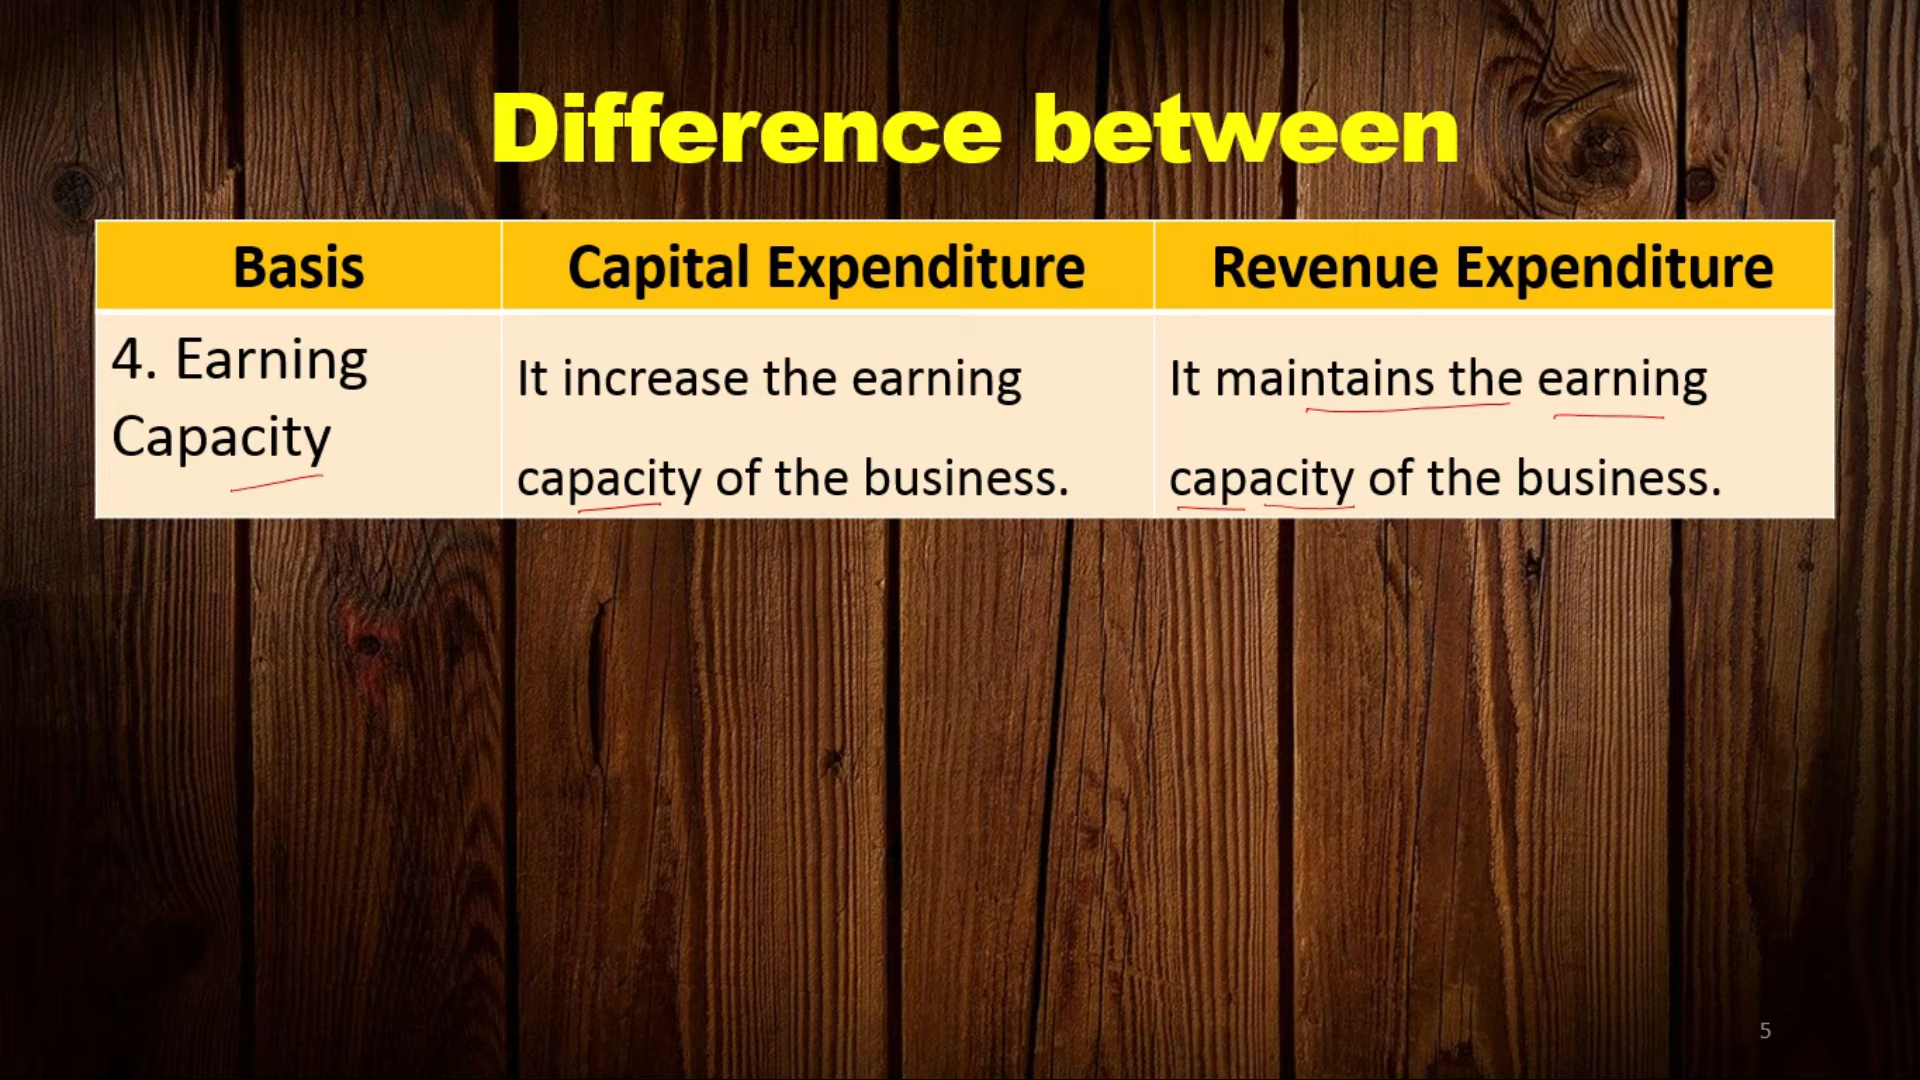 Difference between
Basis
Capital Expenditure
Revenue Expenditure
4. Earning
Capacity
It increase the earning
capacity of the business.
It maintains the earning
capacity of the business.
5